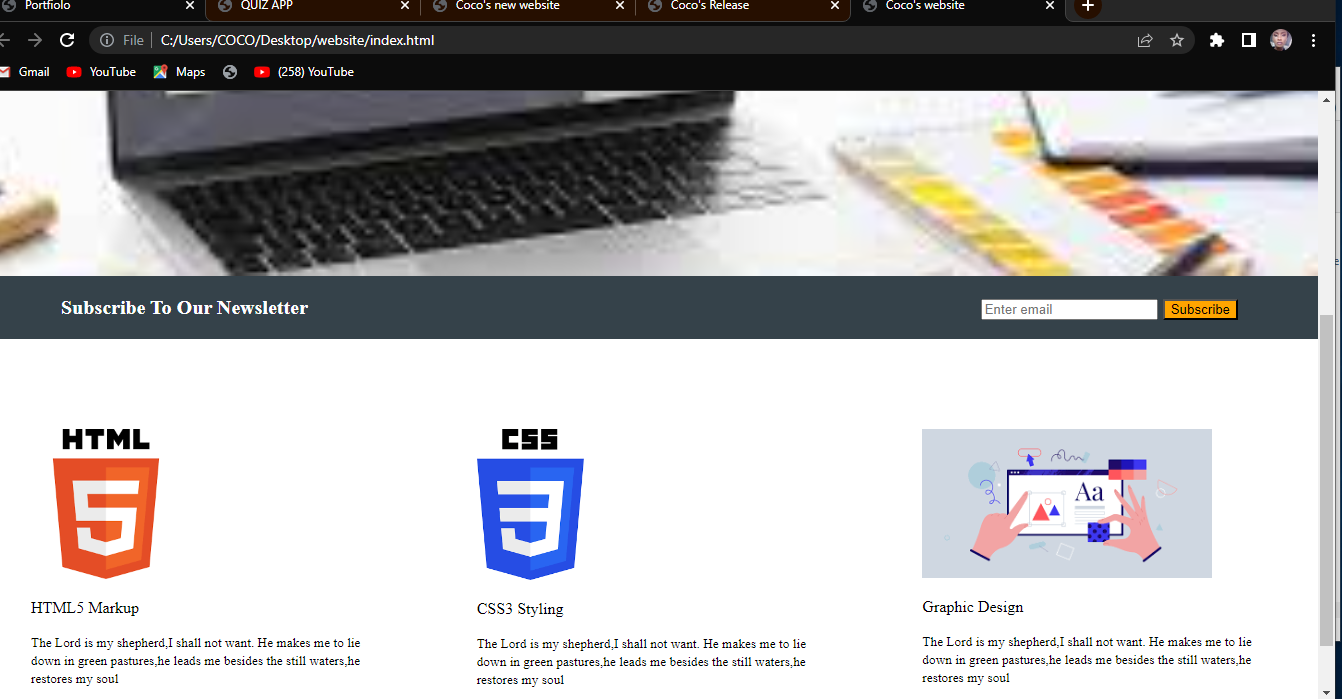 Portfiolo
QUIZ APP
Coco's new website
Coco's Release
Coco's website
File
C:/Users/COCO/Desktop/website/index.html
Gmail
YouTube
Maps
(258) YouTube
Subscribe To Our Newsletter
Enter email
Subscribe
HTML
5
HTML5 Markup
The Lord is my shepherd,I shall not want. He makes me to lie
down in green pastures,he leads me besides the still waters,he
restores my soul
CSS
3
CSS3 Styling
The Lord is my shepherd,I shall not want. He makes me to lie
down in green pastures,he leads me besides the still waters,he
restores my soul
Aa
Graphic Design
The Lord is my shepherd,I shall not want. He makes me to lie
down in green pastures,he leads me besides the still waters,he
restores my soul